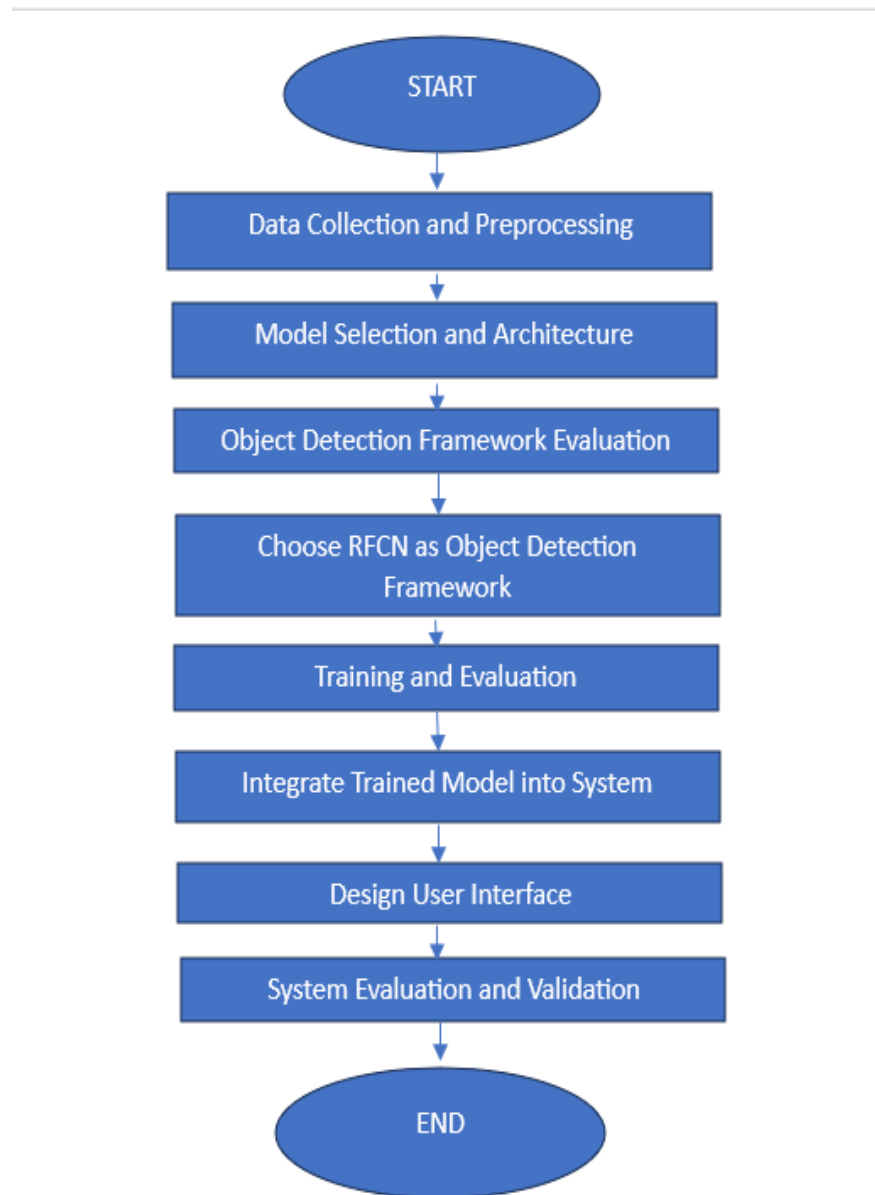 START
Data Collection and Preprocessing
Model Selection and Architecture
Object Detection Framework Evaluation
Choose RFCN as Object Detection
Framework
Training and Evaluation
Integrate Trained Model into System
Design User Interface
System Evaluation and Validation
END